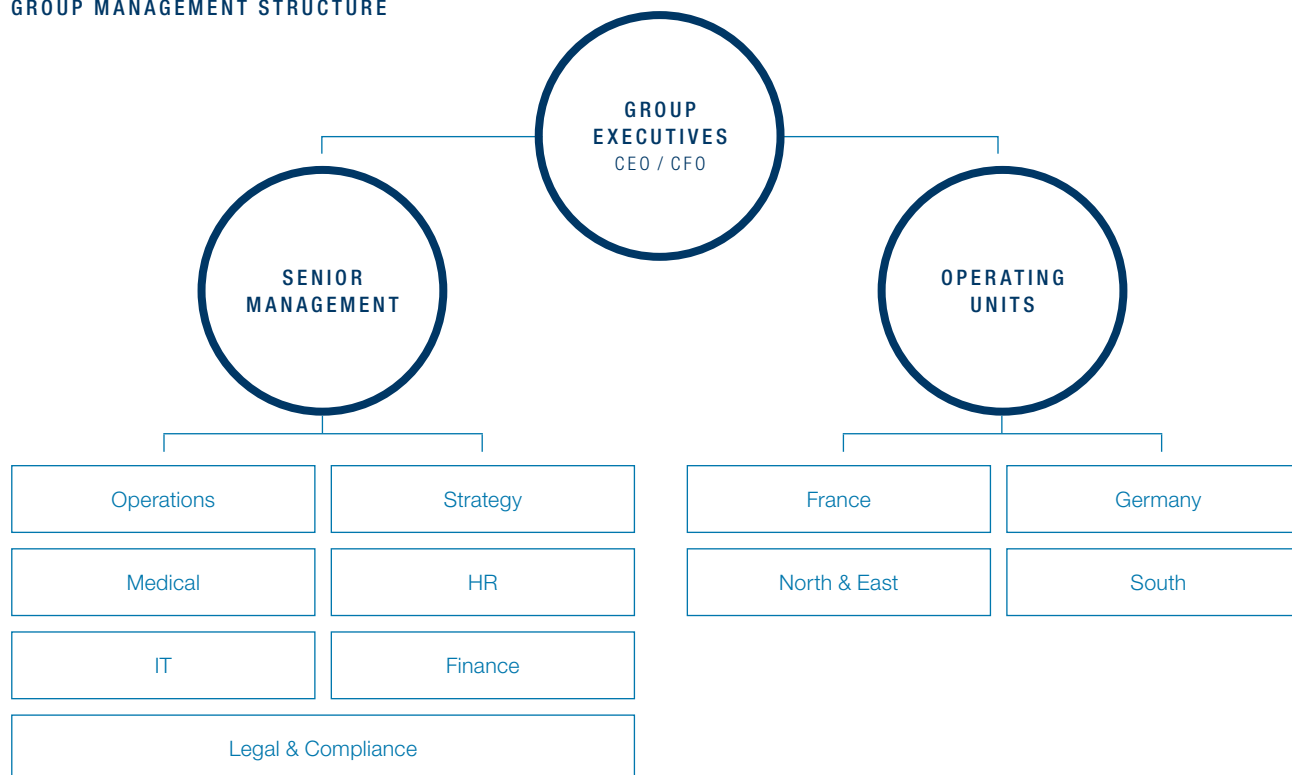 GROUP MANAGEMENT STRUCTURE
GROUP
EXECUTIVES
CEO / CFO
SENIOR
MANAGEMENT
OPERATING
UNITS
Operations
Strategy
France
Germany
Medical
HR
North & East
South
IT
Finance
Legal & Compliance